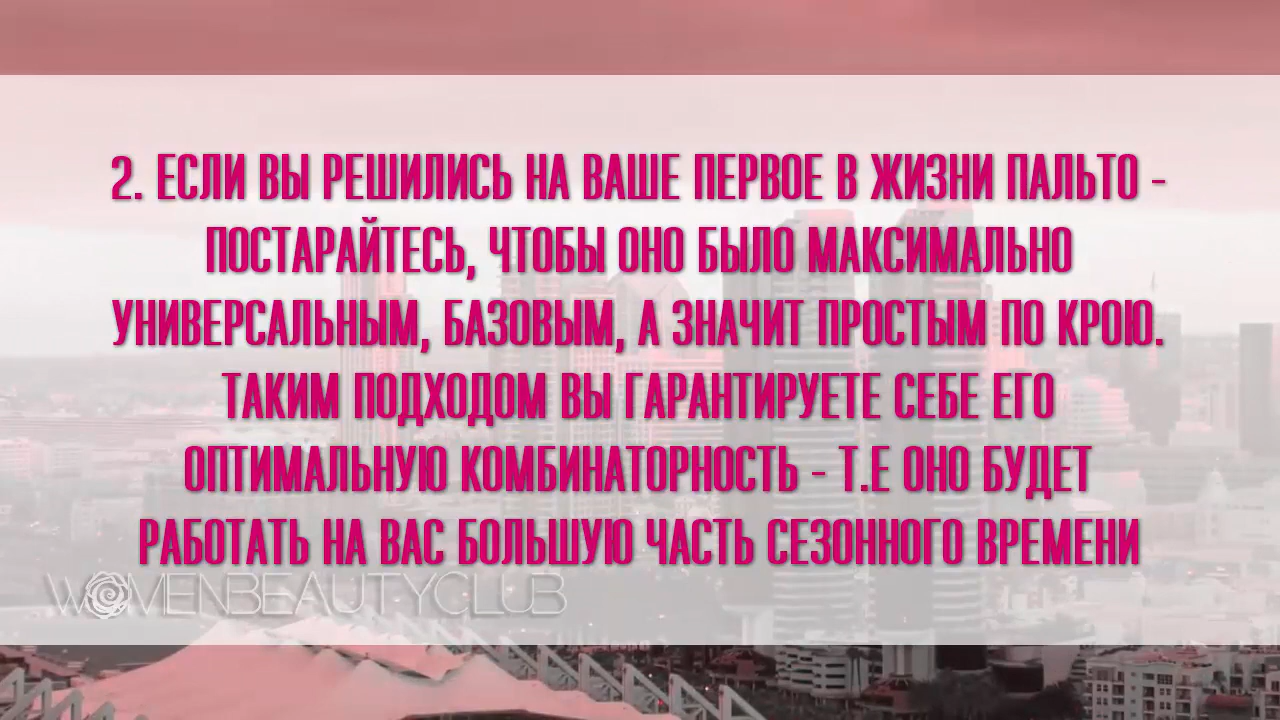 2. ЕСЛИ ВЫ РЕШИЛИСЬ НА ВАШЕ ПЕРВОЕ В ЖИЗНИ ПАЛЬТО -
ПОСТАРАЙТЕСЬ, ЧТОБЫ ОНО БЫЛО МАКСИМАЛЬНО
УНИВЕРСАЛЬНЫМ, БАЗОВЫМ, А ЗНАЧИТ ПРОСТЫМ ПО КРОЮ.
ТАКИМ ПОДХОДОМ ВЫ ГАРАНТИРУЕТЕ СЕБЕ ЕГО
ОПТИМАЛЬНУЮ КОМБИНАТОРНОСТЬ - Т.Е ОНО БУДЕТ
РАБОТАТЬ НА ВАС БОЛЬШУЮ ЧАСТЬ СЕЗОННОГО ВРЕМЕНИ
WOMENBEAUTYCLUB